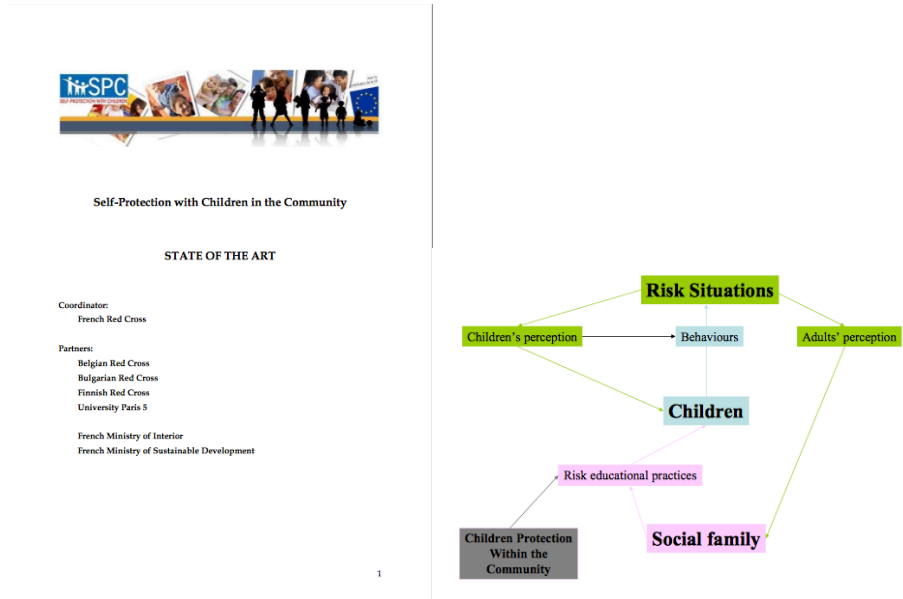 SPC
SELF-PROTECTION WITH CHILDREN
Self-Protection with Children in the Community
STATE OF THE ART
Coordinator:
French Red Cross
Partners:
Belgian Red Cross
Bulgarian Red Cross
Finnish Red Cross
University Paris 5
French Ministry of Interior
French Ministry of Sustainable Development
1
Risk Situations
Children's perception
Behaviours
Adults' perception
Children
Risk educational practices
Children Protection
Within the
Community
Social family